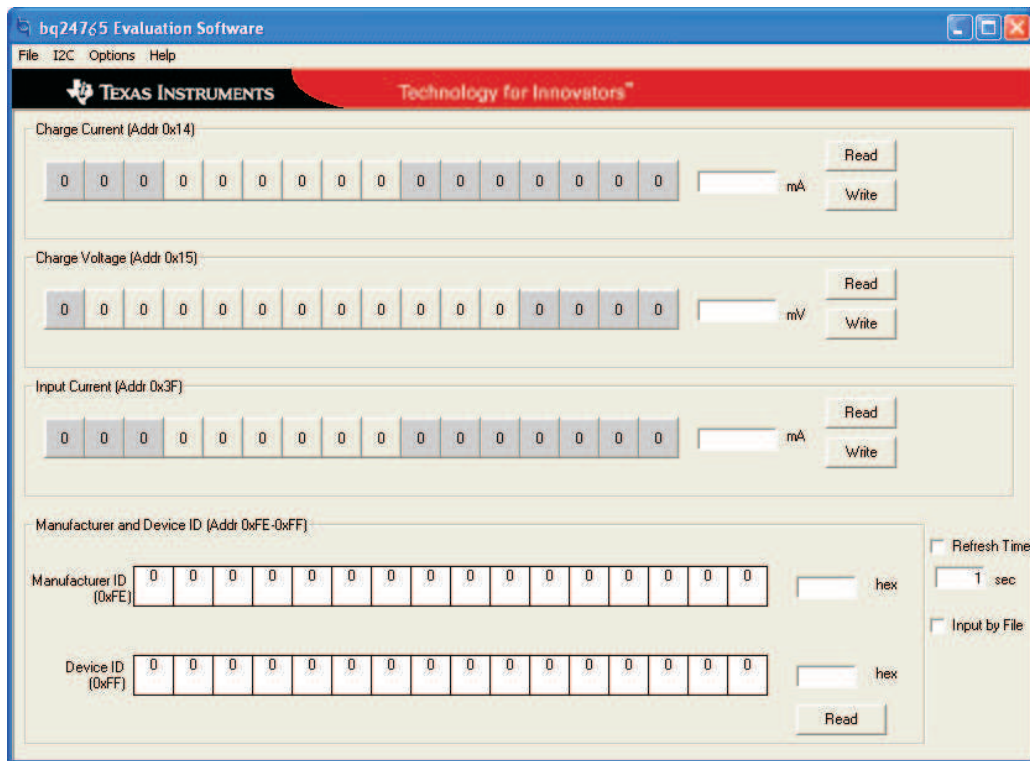 bq24765 Evaluation Software
File I2C Options Help
TEXAS INSTRUMENTS Technology for Innovators™
Charge Current (Addr 0x14)
0 0 0 0 0 0 0 0 0 0 0 0 0 0 0 0 mA
Read
Write
Charge Voltage (Addr 0x15)
0 0 0 0 0 0 0 0 0 0 0 0 0 0 0 0 mV
Read
Write
Input Current (Addr 0x3F)
0 0 0 0 0 0 0 0 0 0 0 0 0 0 0 0 mA
Read
Write
Manufacturer and Device ID (Addr 0xFE-0xFF)
Manufacturer ID
(0xFE)
0 0 0 0 0 0 0 0 0 0 0 0 0 0 0 0 hex
Device ID
(0xFF)
0 0 0 0 0 0 0 0 0 0 0 0 0 0 0 0 hex
Read
Refresh Time
1 sec
Input by File